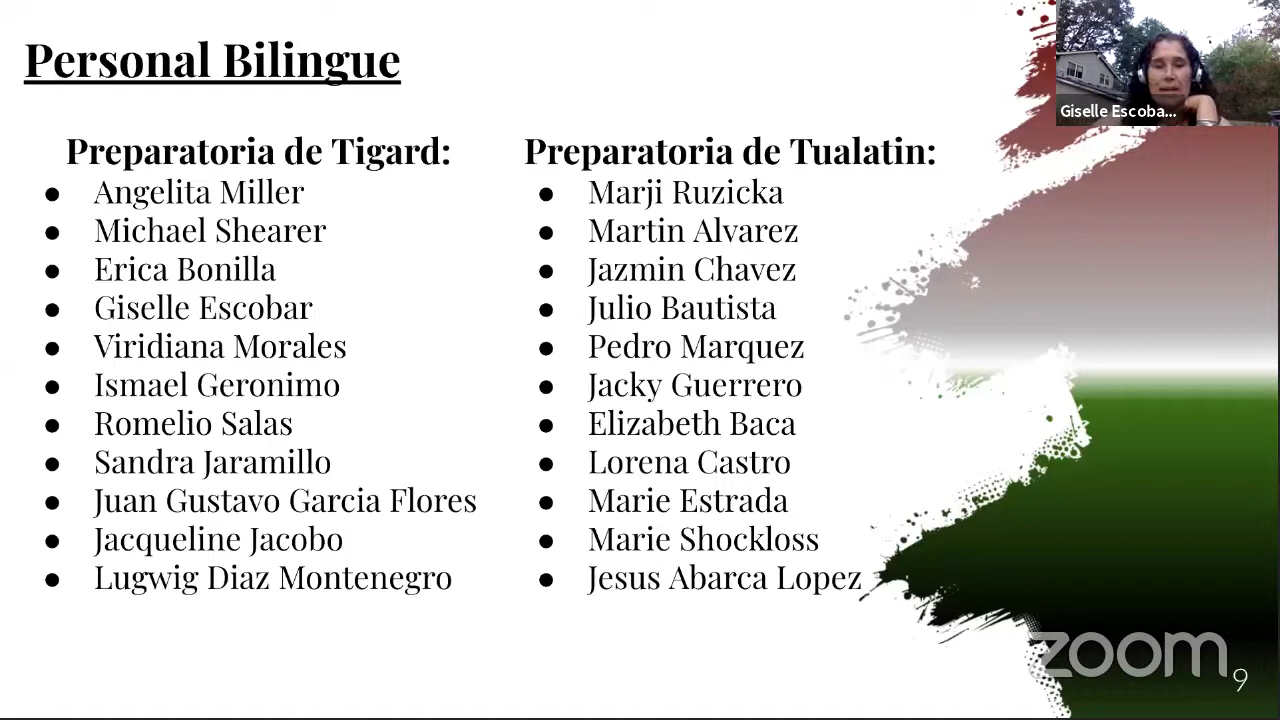 Personal Bilingue
Giselle Escoba...
Preparatoria de Tigard:
Angelita Miller
Michael Shearer
Erica Bonilla
Giselle Escobar
Viridiana Morales
Ismael Geronimo
Romelio Salas
Sandra Jaramillo
Juan Gustavo Garcia Flores
Jacqueline Jacobo
Lugwig Diaz Montenegro
Preparatoria de Tualatin:
Marji Ruzicka
Martin Alvarez
Jazmin Chavez
Julio Bautista
Pedro Marquez
Jacky Guerrero
Elizabeth Baca
Lorena Castro
Marie Estrada
Marie Shockloss
Jesus Abarca Lopez
zoom
9